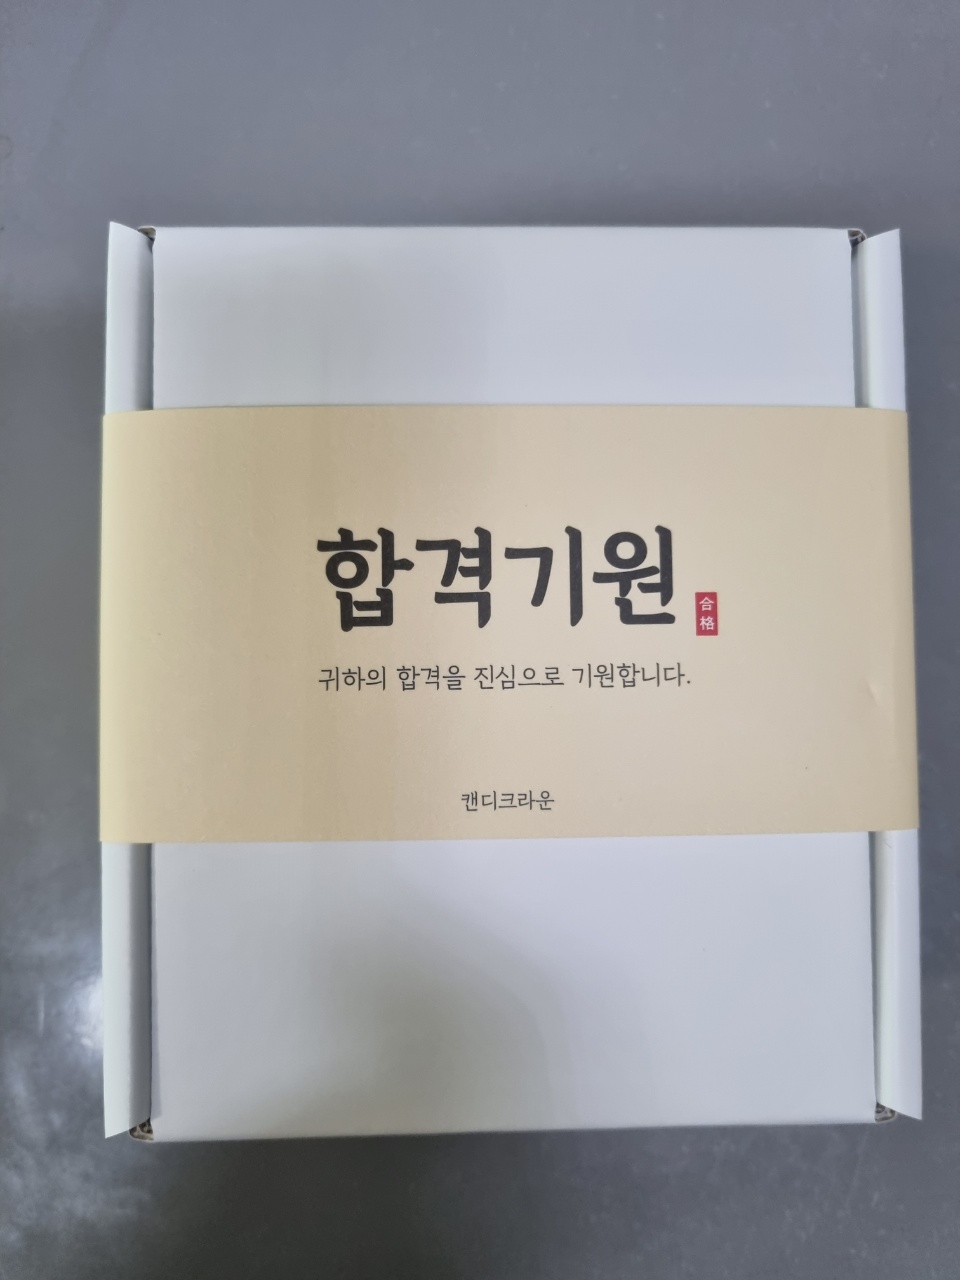 합격기원
合格
귀하의 합격을 진심으로 기원합니다.
캔디크라운